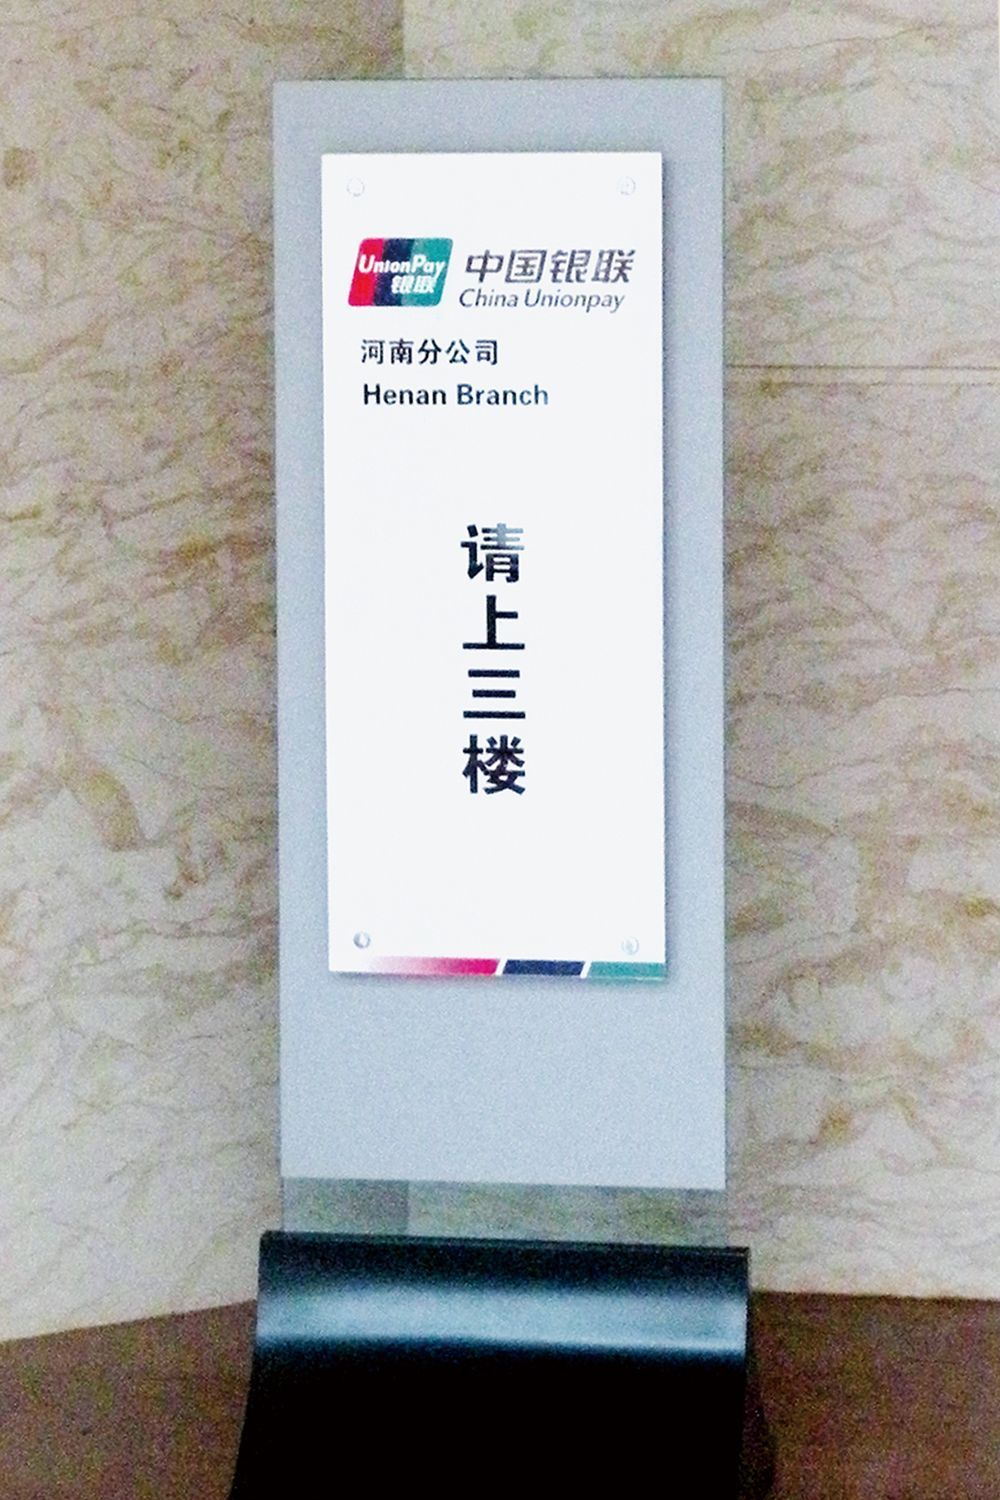 UnionPay
银联
中国银联
China Unionpay
河南分公司
Henan Branch
请上三楼